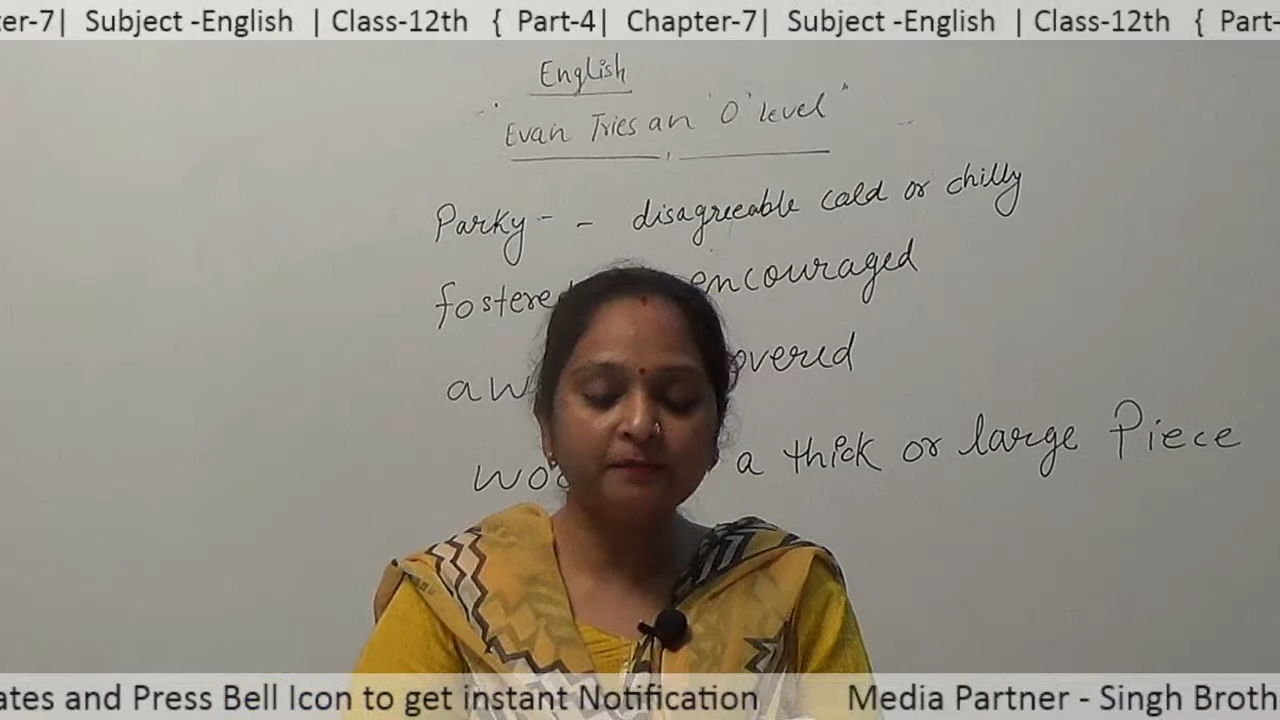 er-7| Subject -English | Class-12th { Part-4| Chapter-7| Subject -English | Class-12th { Part-
English
"Evan Tries an 'O' level"
Parky - - disagreeable cold or chilly
fostered encouraged
a thick or large Piece
ates and Press Bell Icon to get instant Notification Media Partner - Singh Broth